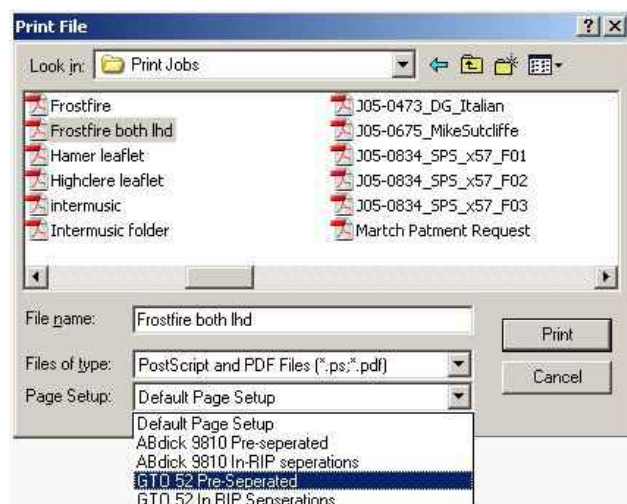 Print File
Look in: Print Jobs
Frostfire
Frostfire both lhd
Hamer leaflet
Highclere leaflet
intermusic
Intermusic folder
J05-0473_DG_Italian
J05-0675_MikeSutcliffe
J05-0834_SPS_x57_F01
J05-0834_SPS_x57_F02
J05-0834_SPS_x57_F03
Martch Patment Request
File name: Frostfire both lhd
Print
Files of type: PostScript and PDF Files (*.ps;*.pdf)
Cancel
Page Setup: Default Page Setup
Default Page Setup
ABdick 9810 Pre-seperated
ABdick 9810 In-RIP seperations
GTO 52 Pre-Seperated
GTO 52 In RIP Senserations